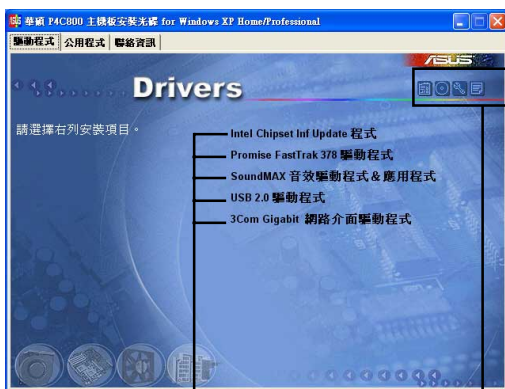 華碩 P4C800 主機板安裝光碟 for Windows XP Home/Professional
驅動程式 公用程式 聯絡資訊
ASUS
Drivers
請選擇右列安裝項目。
Intel Chipset Inf Update 程式
Promise FastTrak 378 驅動程式
SoundMAX 音效驅動程式&應用程式
USB 2.0 驅動程式
3Com Gigabit 網路介面驅動程式